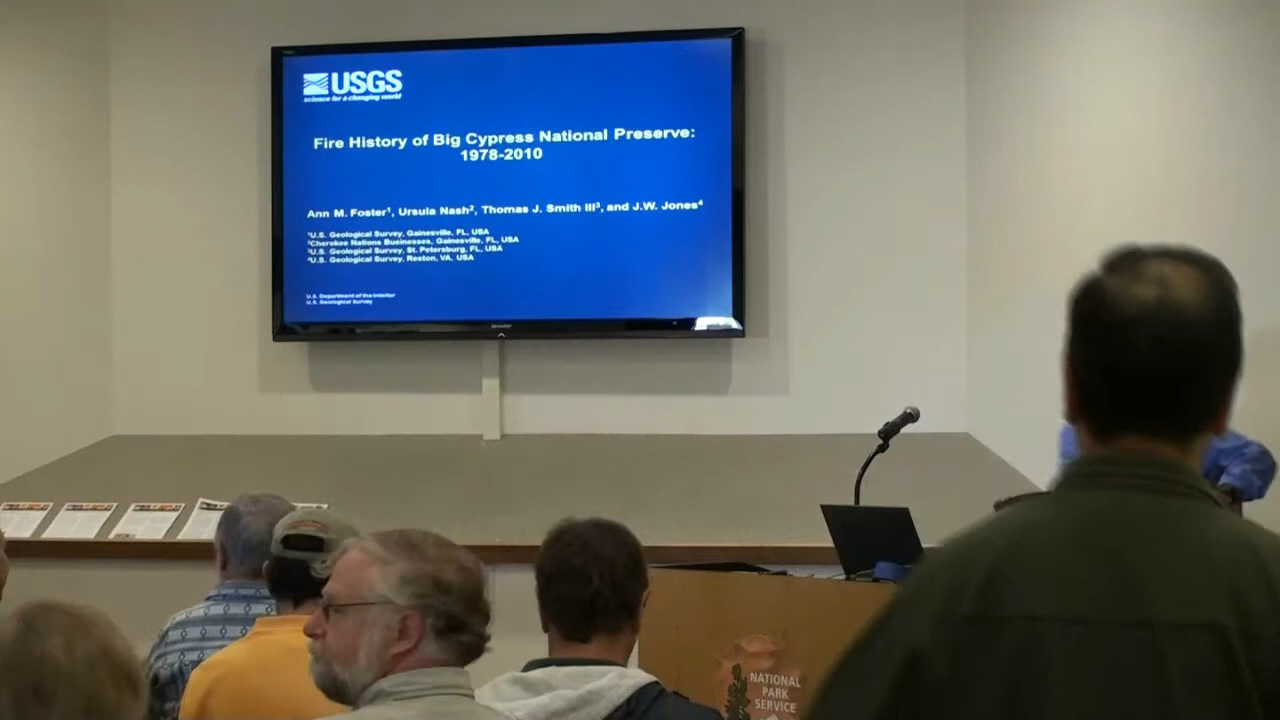 USGS
science for a changing world
Fire History of Big Cypress National Preserve:
1978-2010
Ann M. Foster¹, Ursula Nash², Thomas J. Smith III³, and J.W. Jones⁴
¹U.S. Geological Survey, Gainesville, FL, USA
²Cherokee Nations Businesses, Gainesville, FL, USA
³U.S. Geological Survey, St. Petersburg, FL, USA
⁴U.S. Geological Survey, Reston, VA, USA
U.S. Department of the Interior
U.S. Geological Survey
SHARP
NATIONAL
PARK
SERVICE